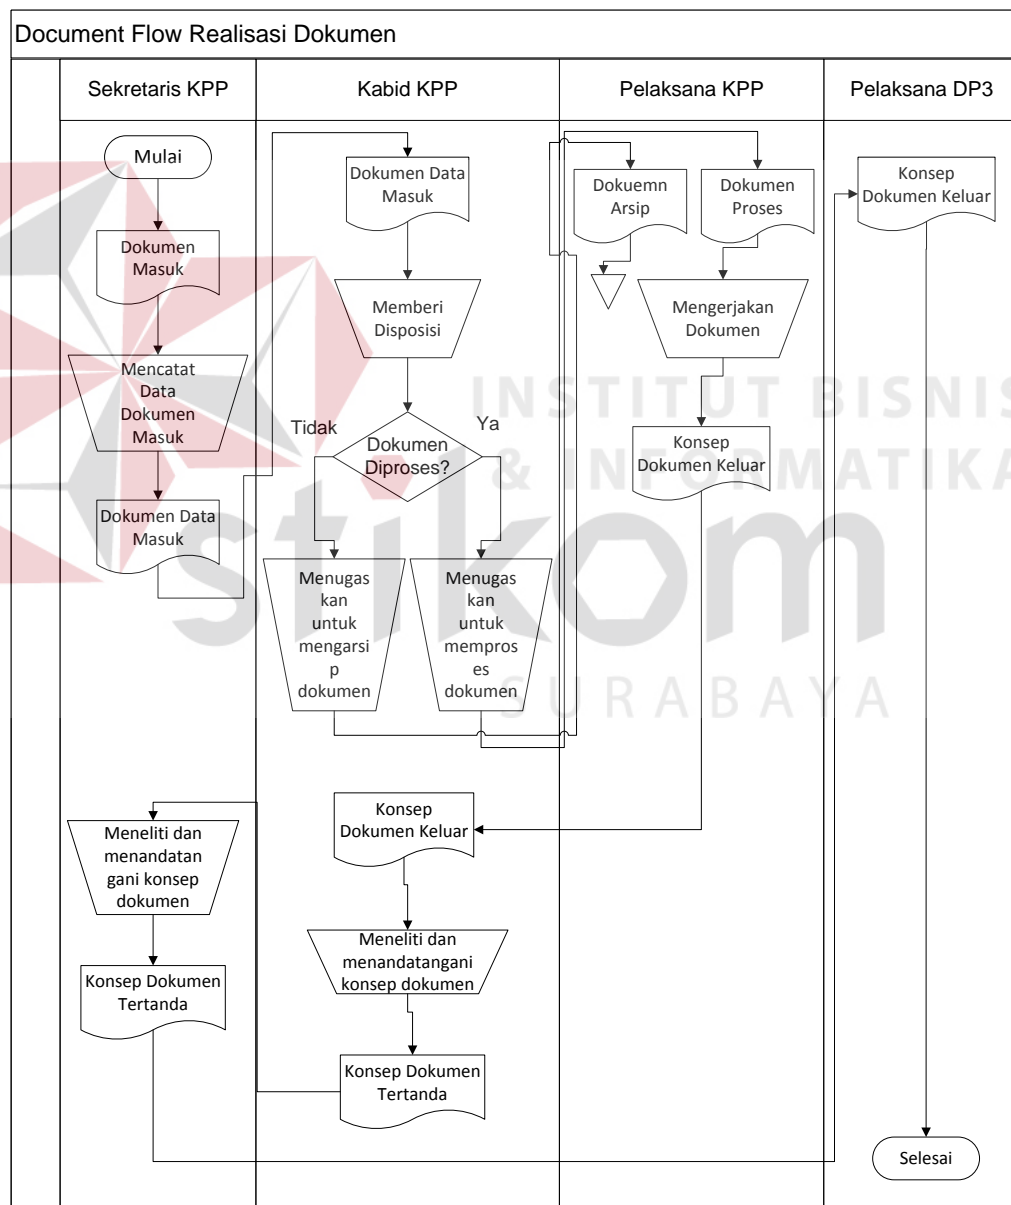 Document Flow Realisasi Dokumen
Sekretaris KPP
Kabid KPP
Pelaksana KPP
Pelaksana DP3
Mulai
Dokumen
Masuk
Mencatat
Data
Dokumen
Masuk
Dokumen Data
Masuk
Dokumen Data
Masuk
Memberi
Disposisi
Tidak
Ya
Dokumen
Diproses?
Menugas
kan
untuk
mengarsi
p
dokumen
Menugas
kan
untuk
mempros
es
dokumen
Dokuemn
Arsip
Dokumen
Proses
Mengerjakan
Dokumen
Konsep
Dokumen Keluar
Konsep
Dokumen Keluar
Meneliti dan
menandatangani
konsep dokumen
Konsep Dokumen
Tertanda
Meneliti dan
menandatan
gani konsep
dokumen
Konsep Dokumen
Tertanda
Konsep
Dokumen Keluar
Selesai
INSTITUT BISNIS
& INFORMATIKA
stikom
SURABAYA